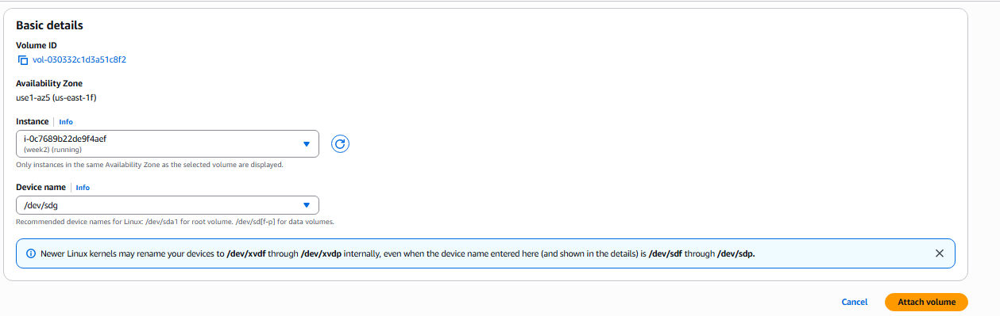 Basic details
Volume ID
vol-030332c1d3a51c8f2
Availability Zone
use1-az5 (us-east-1f)
Instance | Info
i-0c7689b22de9f4aef
(week2) (running)
Only instances in the same Availability Zone as the selected volume are displayed.
Device name | Info
/dev/sdg
Recommended device names for Linux: /dev/sda1 for root volume. /dev/sd[f-p] for data volumes.
Newer Linux kernels may rename your devices to /dev/xvdf through /dev/xvdp internally, even when the device name entered here (and shown in the details) is /dev/sdf through /dev/sdp.
Cancel
Attach volume